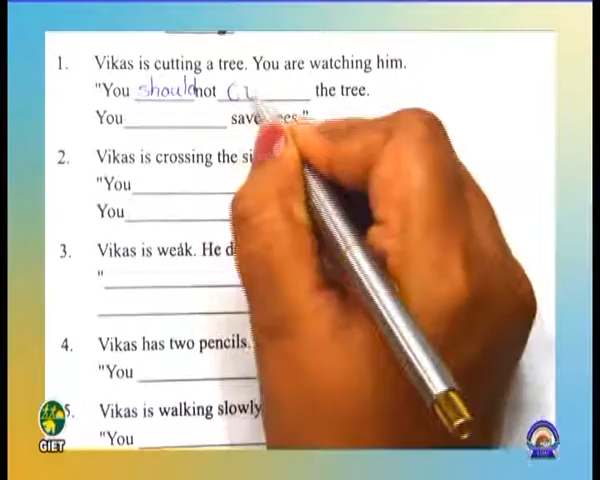 1. Vikas is cutting a tree. You are watching him.
"You should not cu the tree.
You save trees."
2. Vikas is crossing the
"You
You
3. Vikas is weak. He
"
4. Vikas has two pencils.
"You
5. Vikas is walking slowly
"You
GIET